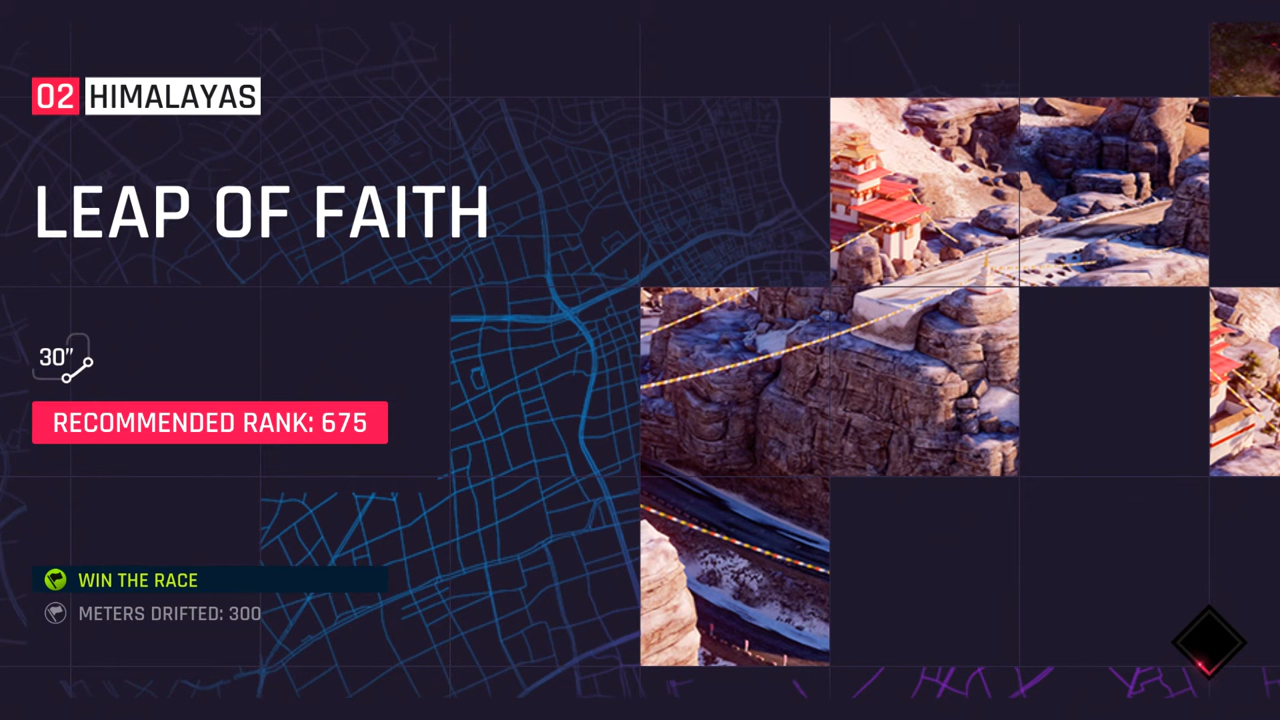 02 HIMALAYAS
LEAP OF FAITH
30”
RECOMMENDED RANK: 675
WIN THE RACE
METERS DRIFTED: 300